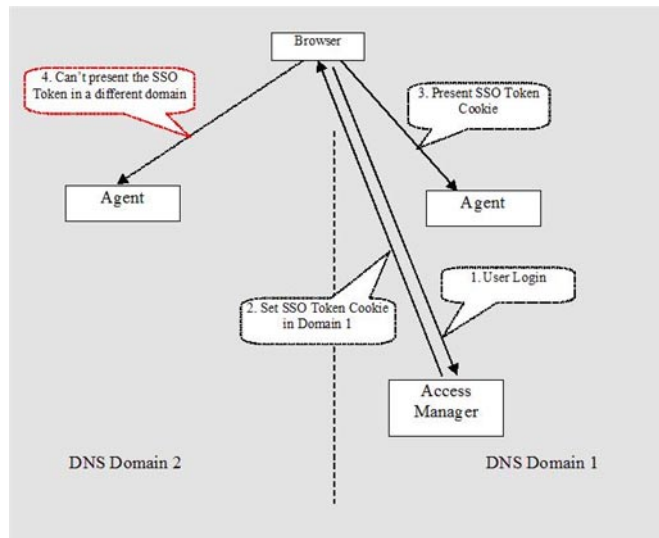 Browser
4. Can't present the SSO
Token in a different domain
3. Present SSO Token
Cookie
Agent
Agent
1. User Login
2. Set SSO Token Cookie
in Domain 1
Access
Manager
DNS Domain 2
DNS Domain 1